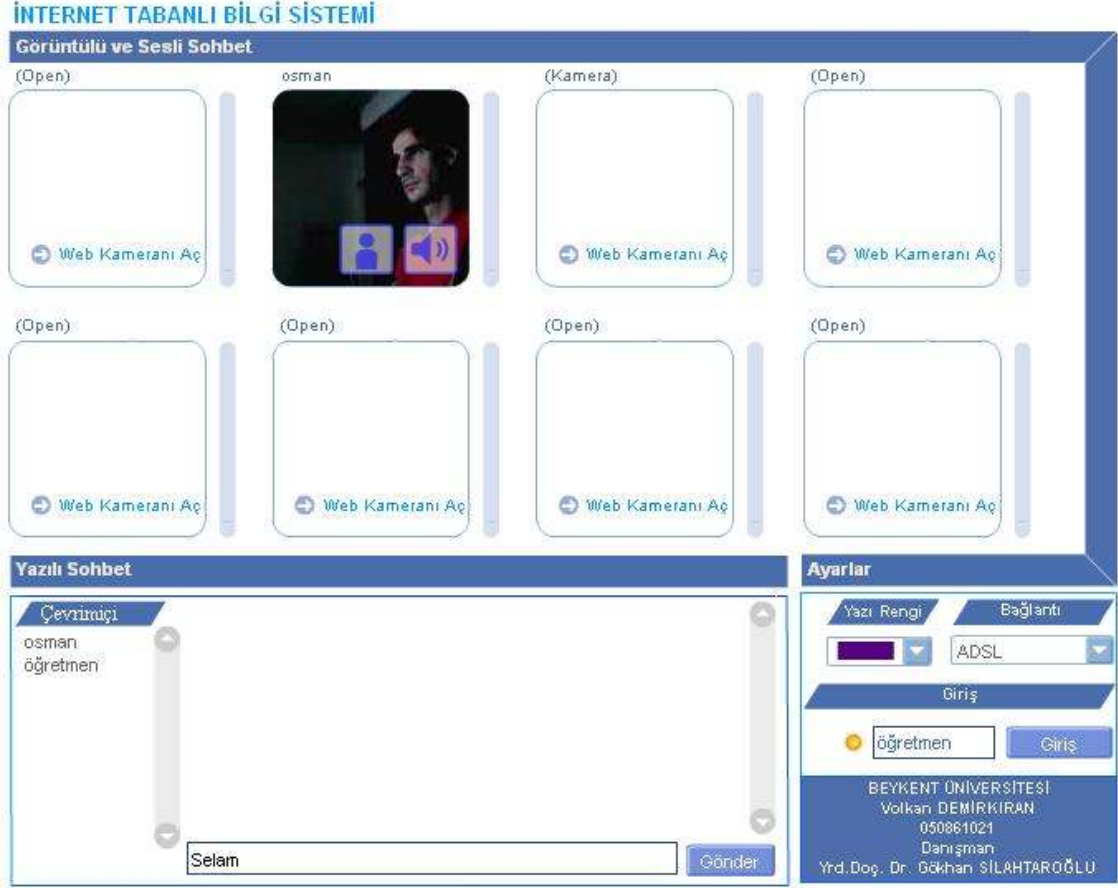 İNTERNET TABANLI BİLGİ SİSTEMİ
Görüntülü ve Sesli Sohbet
(Open) osman (Kamera) (Open)
Web Kameranı Aç Web Kameranı Aç Web Kameranı Aç
(Open) (Open) (Open) (Open)
Web Kameranı Aç Web Kameranı Aç Web Kameranı Aç Web Kameranı Aç
Yazılı Sohbet
Çevrimiçi
osman
öğretmen
Selam Gönder
Ayarlar
Yazı Rengi Bağlantı
ADSL
Giriş
öğretmen Giriş
BEYKENT ÜNİVERSİTESİ
Volkan DEMİRKIRAN
050861021
Danışman
Yrd.Doç. Dr. Gökhan SİLAHTAROĞLU